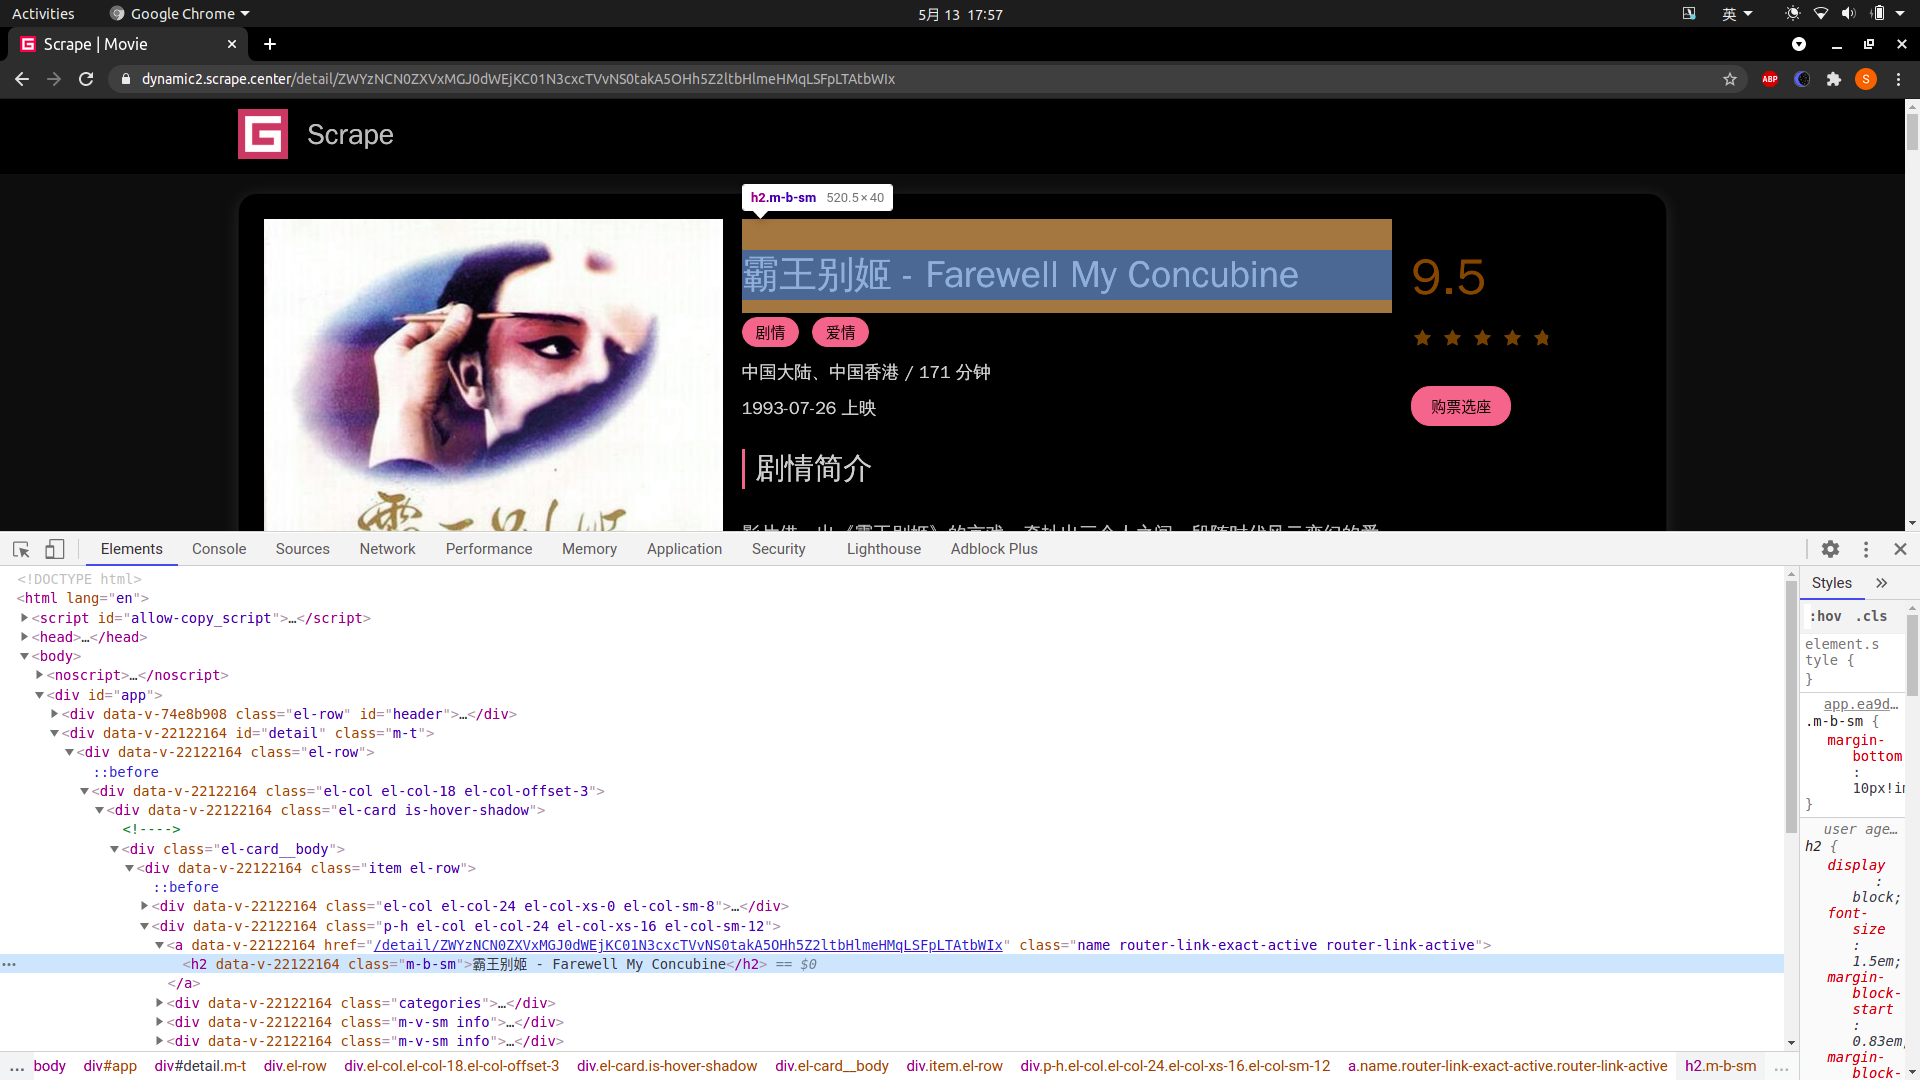 Activities
Google Chrome
5月 13 17:57
英
Scrape | Movie
dynamic2.scrape.center/detail/ZWYzNCN0ZXVxMGJ0dWEjKC01N3cxcTVvNS0takA5OHh5Z2ltbHlmeHMqLSFpLTAtbWIx
ABP
S
Scrape
h2.m-b-sm 520.5 × 40
霸王别姬 - Farewell My Concubine
9.5
剧情
爱情
中国大陆、中国香港 / 171 分钟
1993-07-26 上映
购票选座
剧情简介
Elements
Console
Sources
Network
Performance
Memory
Application
Security
Lighthouse
Adblock Plus
<!DOCTYPE html>
<html lang="en">
<script id="allow-copy_script">…</script>
<head>…</head>
<body>
<noscript>…</noscript>
<div id="app">
<div data-v-74e8b908 class="el-row" id="header">…</div>
<div data-v-22122164 id="detail" class="m-t">
<div data-v-22122164 class="el-row">
::before
<div data-v-22122164 class="el-col el-col-18 el-col-offset-3">
<div data-v-22122164 class="el-card is-hover-shadow">
<!---->
<div class="el-card__body">
<div data-v-22122164 class="item el-row">
::before
<div data-v-22122164 class="el-col el-col-24 el-col-xs-0 el-col-sm-8">…</div>
<div data-v-22122164 class="p-h el-col el-col-24 el-col-xs-16 el-col-sm-12">
<a data-v-22122164 href="/detail/ZWYzNCN0ZXVxMGJ0dWEjKC01N3cxcTVvNS0takA5OHh5Z2ltbHlmeHMqLSFpLTAtbWIx" class="name router-link-exact-active router-link-active">
<h2 data-v-22122164 class="m-b-sm">霸王别姬 - Farewell My Concubine</h2> == $0
</a>
<div data-v-22122164 class="categories">…</div>
<div data-v-22122164 class="m-v-sm info">…</div>
<div data-v-22122164 class="m-v-sm info">…</div>
… body div#app div#detail.m-t div.el-row div.el-col.el-col-18.el-col-offset-3 div.el-card.is-hover-shadow div.el-card__body div.item.el-row div.p-h.el-col.el-col-24.el-col-xs-16.el-col-sm-12 a.name.router-link-exact-active.router-link-active h2.m-b-sm …
Styles
:hov .cls
element.s
tyle {
}
app.ea9d…
.m-b-sm {
margin-
bottom
:
10px!i
}
user age…
h2 {
display
:
block;
font-
size
:
1.5em;
margin-
block-
start
:
0.83em
margin-
block-